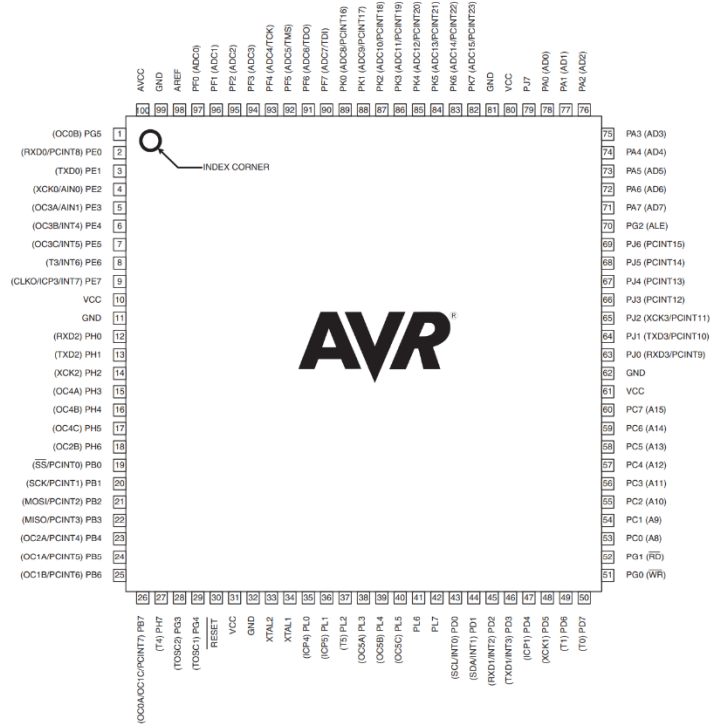 AVCC
GND
AREF
PF0 (ADC0)
PF1 (ADC1)
PF2 (ADC2)
PF3 (ADC3)
PF4 (ADC4/TCK)
PF5 (ADC5/TMS)
PF6 (ADC6/TDO)
PF7 (ADC7/TDI)
PK0 (ADC8/PCINT16)
PK1 (ADC9/PCINT17)
PK2 (ADC10/PCINT18)
PK3 (ADC11/PCINT19)
PK4 (ADC12/PCINT20)
PK5 (ADC13/PCINT21)
PK6 (ADC14/PCINT22)
PK7 (ADC15/PCINT23)
GND
VCC
PJ7
PA0 (AD0)
PA1 (AD1)
PA2 (AD2)
100 99 98 97 96 95 94 93 92 91 90 89 88 87 86 85 84 83 82 81 80 79 78 77 76
(OC0B) PG5 1
(RXD0/PCINT8) PE0 2
(TXD0) PE1 3
(XCK0/AIN0) PE2 4
(OC3A/AIN1) PE3 5
(OC3B/INT4) PE4 6
(OC3C/INT5) PE5 7
(T3/INT6) PE6 8
(CLKO/ICP3/INT7) PE7 9
VCC 10
GND 11
(RXD2) PH0 12
(TXD2) PH1 13
(XCK2) PH2 14
(OC4A) PH3 15
(OC4B) PH4 16
(OC4C) PH5 17
(OC2B) PH6 18
(SS/PCINT0) PB0 19
(SCK/PCINT1) PB1 20
(MOSI/PCINT2) PB2 21
(MISO/PCINT3) PB3 22
(OC2A/PCINT4) PB4 23
(OC1A/PCINT5) PB5 24
(OC1B/PCINT6) PB6 25
INDEX CORNER
AVR®
75 PA3 (AD3)
74 PA4 (AD4)
73 PA5 (AD5)
72 PA6 (AD6)
71 PA7 (AD7)
70 PG2 (ALE)
69 PJ6 (PCINT15)
68 PJ5 (PCINT14)
67 PJ4 (PCINT13)
66 PJ3 (PCINT12)
65 PJ2 (XCK3/PCINT11)
64 PJ1 (TXD3/PCINT10)
63 PJ0 (RXD3/PCINT9)
62 GND
61 VCC
60 PC7 (A15)
59 PC6 (A14)
58 PC5 (A13)
57 PC4 (A12)
56 PC3 (A11)
55 PC2 (A10)
54 PC1 (A9)
53 PC0 (A8)
52 PG1 (RD)
51 PG0 (WR)
26 27 28 29 30 31 32 33 34 35 36 37 38 39 40 41 42 43 44 45 46 47 48 49 50
(OC0A/OC1C/PCINT7) PB7
(T4) PH7
(TOSC2) PG3
(TOSC1) PG4
RESET
VCC
GND
XTAL2
XTAL1
(ICP4) PL0
(ICP5) PL1
(T5) PL2
(OC5A) PL3
(OC5B) PL4
(OC5C) PL5
PL6
PL7
(SCL/INT0) PD0
(SDA/INT1) PD1
(RXD1/INT2) PD2
(TXD1/INT3) PD3
(ICP1) PD4
(XCK1) PD5
(T1) PD6
(T0) PD7